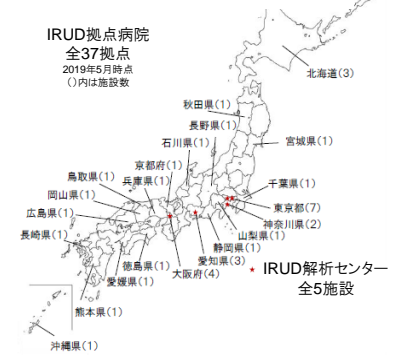 IRUD拠点病院
全37拠点
2019年5月時点
()内は施設数
北海道(3)
秋田県(1)
長野県(1)
石川県(1)
宮城県(1)
京都府(1)
鳥取県(1)
兵庫県(1)
岡山県(1)
広島県(1)
長崎県(1)
千葉県(1)
東京都(7)
神奈川県(2)
山梨県(1)
静岡県(1)
愛知県(3)
大阪府(4)
徳島県(1)
愛媛県(1)
熊本県(1)
沖縄県(1)
★ IRUD解析センター
全5施設